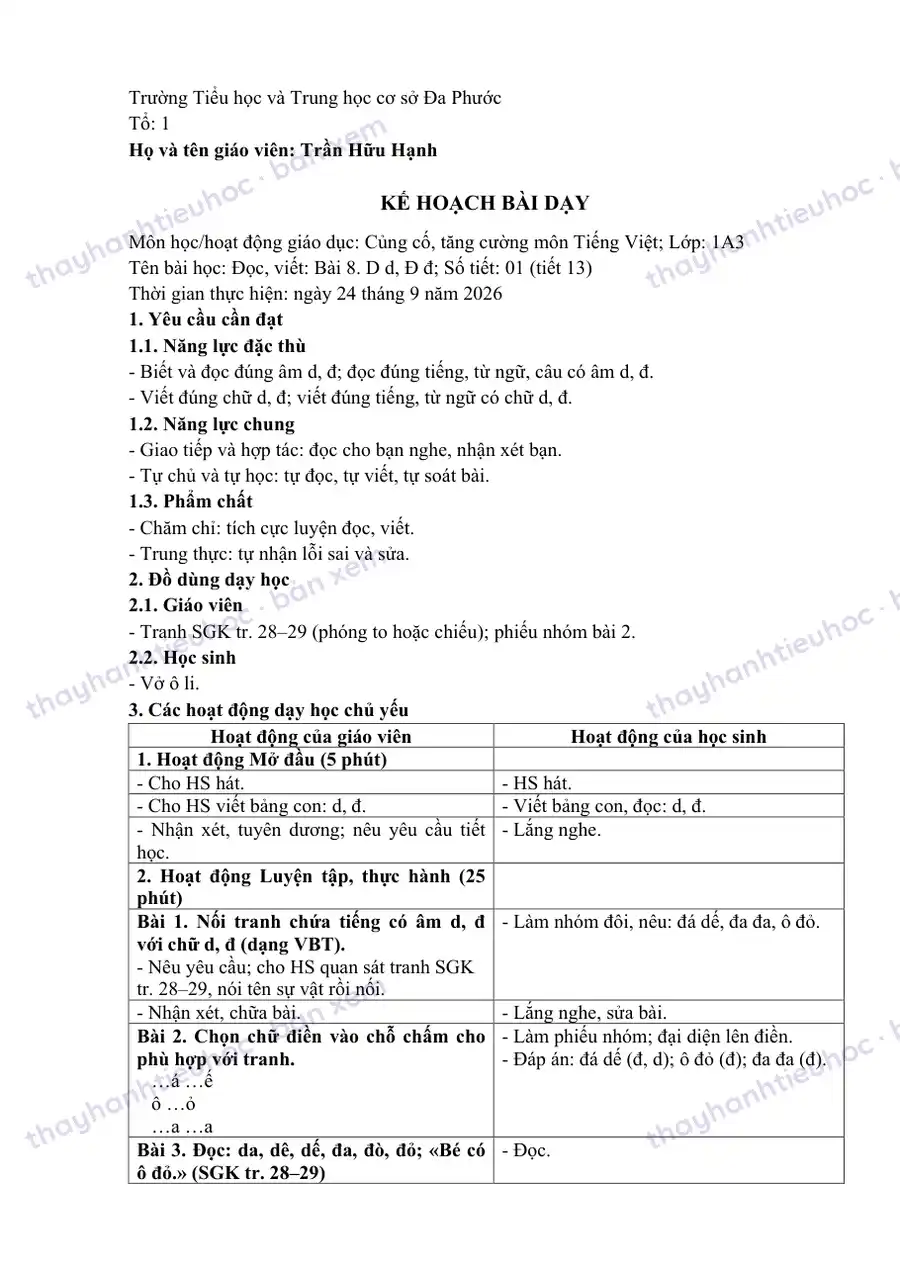 Trường Tiểu học và Trung học cơ sở Đa Phước
Tổ: 1
Họ và tên giáo viên: Trần Hữu Hạnh
KẾ HOẠCH BÀI DẠY
Môn học/hoạt động giáo dục: Củng cố, tăng cường môn Tiếng Việt; Lớp: 1A3
Tên bài học: Đọc, viết: Bài 8. D d, Đ đ; Số tiết: 01 (tiết 13)
Thời gian thực hiện: ngày 24 tháng 9 năm 2026
1. Yêu cầu cần đạt
1.1. Năng lực đặc thù
- Biết và đọc đúng âm d, đ; đọc đúng tiếng, từ ngữ, câu có âm d, đ.
- Viết đúng chữ d, đ; viết đúng tiếng, từ ngữ có chữ d, đ.
1.2. Năng lực chung
- Giao tiếp và hợp tác: đọc cho bạn nghe, nhận xét bạn.
- Tự chủ và tự học: tự đọc, tự viết, tự soát bài.
1.3. Phẩm chất
- Chăm chỉ: tích cực luyện đọc, viết.
- Trung thực: tự nhận lỗi sai và sửa.
2. Đồ dùng dạy học
2.1. Giáo viên
- Tranh SGK tr. 28–29 (phóng to hoặc chiếu); phiếu nhóm bài 2.
2.2. Học sinh
- Vở ô li.
3. Các hoạt động dạy học chủ yếu
Hoạt động của giáo viên
Hoạt động của học sinh
1. Hoạt động Mở đầu (5 phút)
- Cho HS hát.
- HS hát.
- Cho HS viết bảng con: d, đ.
- Viết bảng con, đọc: d, đ.
- Nhận xét, tuyên dương; nêu yêu cầu tiết
học.
- Lắng nghe.
2. Hoạt động Luyện tập, thực hành (25
phút)
Bài 1. Nối tranh chứa tiếng có âm d, đ
với chữ d, đ (dạng VBT).
- Nêu yêu cầu; cho HS quan sát tranh SGK
tr. 28–29, nói tên sự vật rồi nối.
- Làm nhóm đôi, nêu: đá dế, đa đa, ô đỏ.
- Nhận xét, chữa bài.
- Lắng nghe, sửa bài.
Bài 2. Chọn chữ điền vào chỗ chấm cho
phù hợp với tranh.
…á …ế
ô …ỏ
…a …a
- Làm phiếu nhóm; đại diện lên điền.
- Đáp án: đá dế (đ, d); ô đỏ (đ); đa đa (đ).
Bài 3. Đọc: da, dê, dế, đa, đò, đỏ; «Bé có
ô đỏ.» (SGK tr. 28–29)
- Đọc.
thayhanhtieuhoc · bản xem
thayhanhtieuhoc · b
thayhanhtieuhoc · bản xem
thayhanhtieuhoc · b
thayhanhtieuhoc · bản xem
thayhanhtieuhoc · b